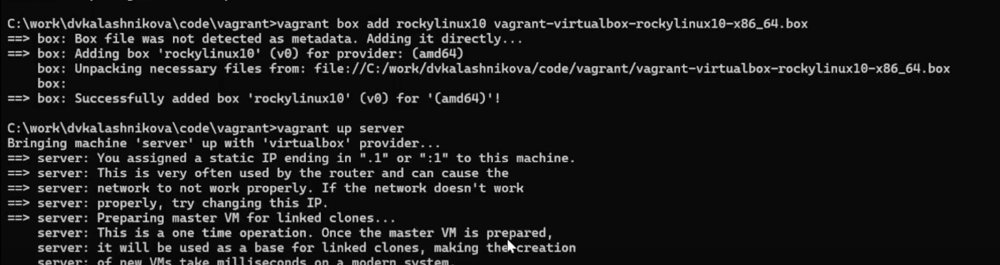 C:\work\dvkalashnikova\code\vagrant>vagrant box add rockylinux10 vagrant-virtualbox-rockylinux10-x86_64.box
==> box: Box file was not detected as metadata. Adding it directly...
==> box: Adding box 'rockylinux10' (v0) for provider: (amd64)
box: Unpacking necessary files from: file://C:/work/dvkalashnikova/code/vagrant/vagrant-virtualbox-rockylinux10-x86_64.box
box:
==> box: Successfully added box 'rockylinux10' (v0) for '(amd64)'!
C:\work\dvkalashnikova\code\vagrant>vagrant up server
Bringing machine 'server' up with 'virtualbox' provider...
==> server: You assigned a static IP ending in ".1" or ":1" to this machine.
==> server: This is very often used by the router and can cause the
==> server: network to not work properly. If the network doesn't work
==> server: properly, try changing this IP.
==> server: Preparing master VM for linked clones...
server: This is a one time operation. Once the master VM is prepared,
server: it will be used as a base for linked clones, making the creation
server: of new VMs take milliseconds on a modern system.